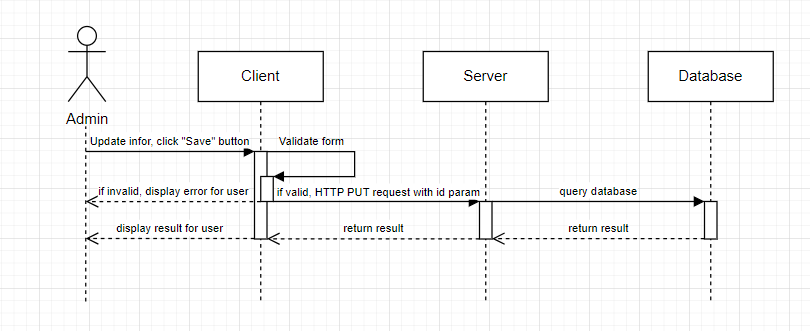 Client
Server
Database
Admin
Update infor, click "Save" button
Validate form
if invalid, display error for user
if valid, HTTP PUT request with id param
query database
display result for user
return result
return result